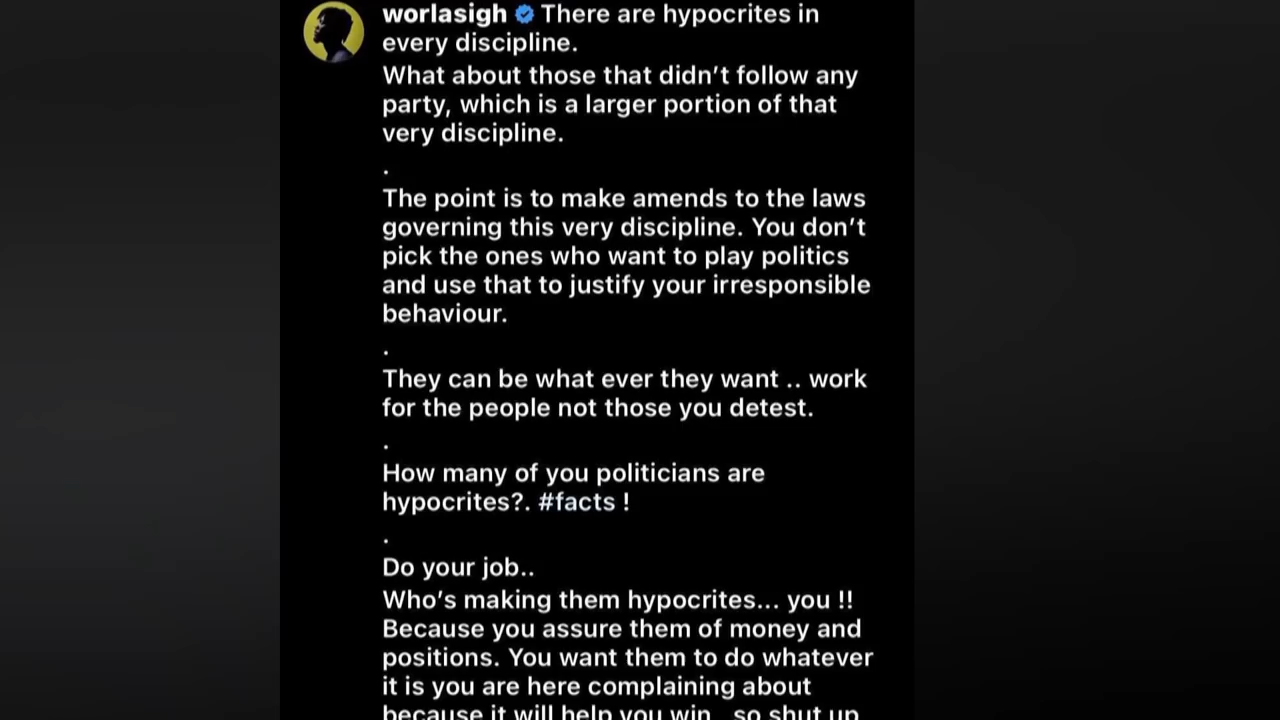 worlasigh There are hypocrites in
every discipline.
What about those that didn’t follow any
party, which is a larger portion of that
very discipline.
.
The point is to make amends to the laws
governing this very discipline. You don’t
pick the ones who want to play politics
and use that to justify your irresponsible
behaviour.
.
They can be what ever they want .. work
for the people not those you detest.
.
How many of you politicians are
hypocrites?. #facts !
.
Do your job..
Who’s making them hypocrites... you !!
Because you assure them of money and
positions. You want them to do whatever
it is you are here complaining about
because it will help you win.. so shut up